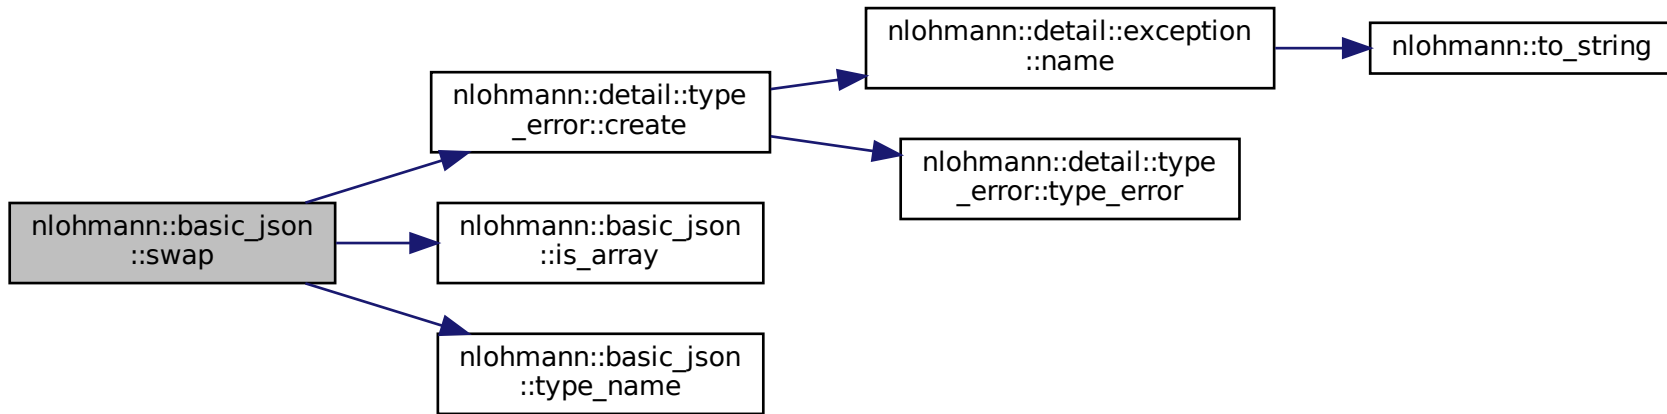 nlohmann::basic_json
::swap
nlohmann::detail::type
_error::create
nlohmann::basic_json
::is_array
nlohmann::basic_json
::type_name
nlohmann::detail::exception
::name
nlohmann::detail::type
_error::type_error
nlohmann::to_string